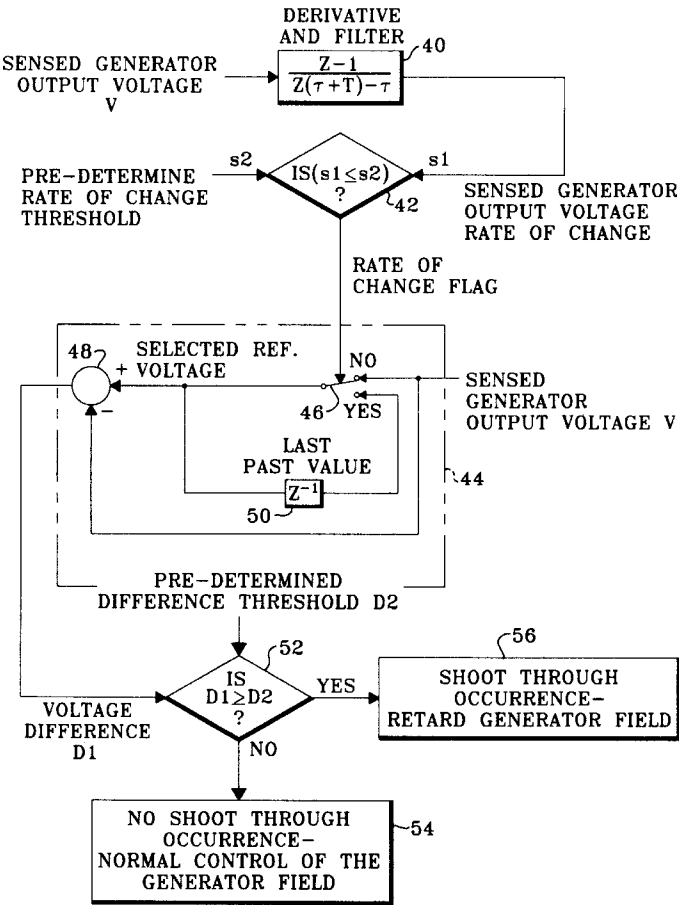 DERIVATIVE
AND FILTER
40
SENSED GENERATOR
OUTPUT VOLTAGE
V
Z-1
Z(τ+T)-τ
s2
s1
IS(s1≤s2)
?
42
PRE-DETERMINE
RATE OF CHANGE
THRESHOLD
SENSED GENERATOR
OUTPUT VOLTAGE
RATE OF CHANGE
RATE OF
CHANGE FLAG
48
+
-
SELECTED REF.
VOLTAGE
NO
46
YES
SENSED
GENERATOR
OUTPUT VOLTAGE V
LAST
PAST VALUE
Z⁻¹
50
44
PRE-DETERMINED
DIFFERENCE THRESHOLD D2
52
IS
D1≥D2
?
YES
NO
VOLTAGE
DIFFERENCE
D1
56
SHOOT THROUGH
OCCURRENCE-
RETARD GENERATOR FIELD
54
NO SHOOT THROUGH
OCCURRENCE-
NORMAL CONTROL OF THE
GENERATOR FIELD